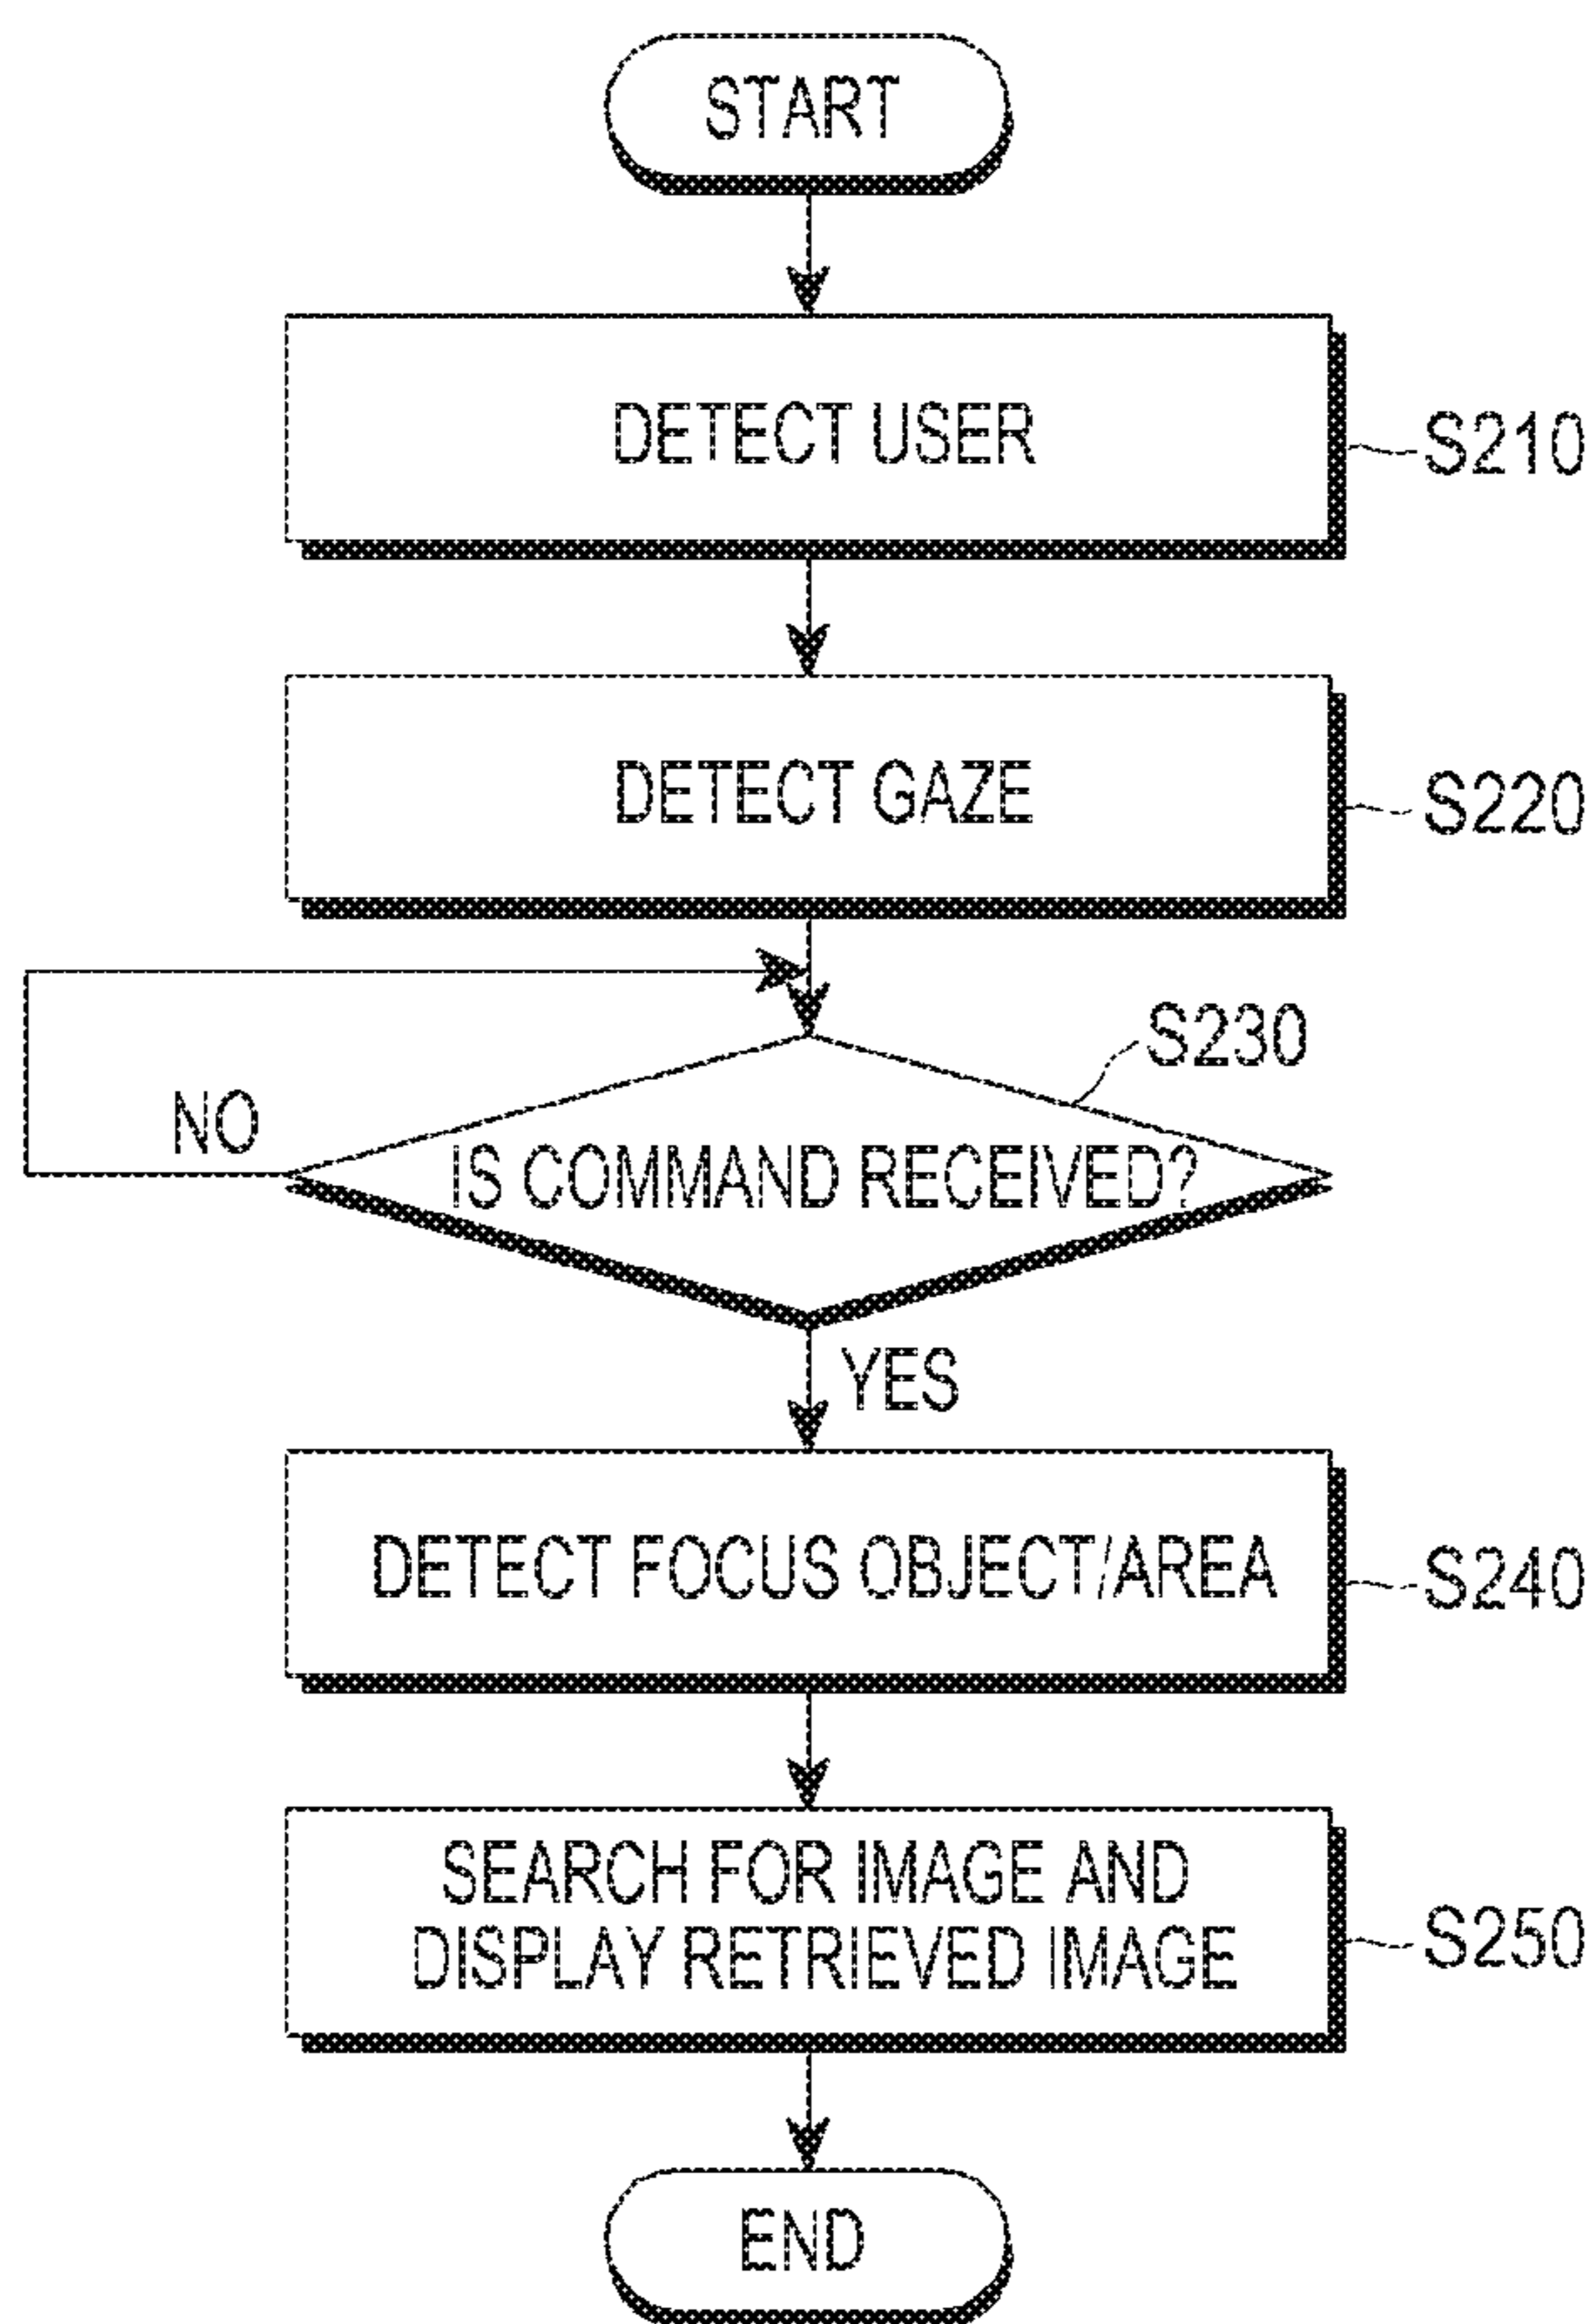 START
DETECT USER
S210
DETECT GAZE
S220
S230
NO
IS COMMAND RECEIVED?
YES
DETECT FOCUS OBJECT/AREA
S240
SEARCH FOR IMAGE AND
DISPLAY RETRIEVED IMAGE
S250
END